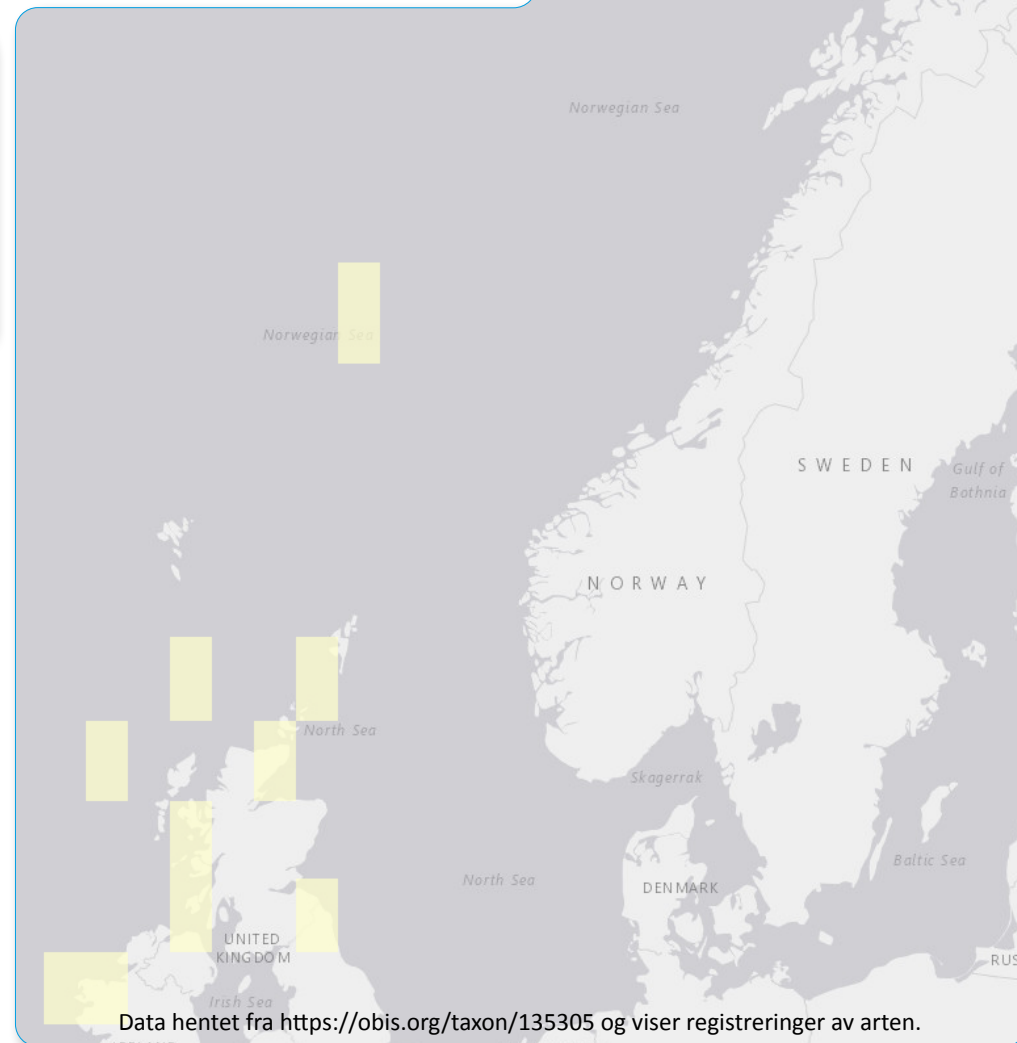 Norwegian Sea
Norwegian Sea
SWEDEN
Gulf of
Bothnia
NORWAY
North Sea
Skagerrak
Baltic Sea
North Sea
DENMARK
UNITED
KINGDOM
RUS
Irish Sea
Data hentet fra https://obis.org/taxon/135305 og viser registreringer av arten.